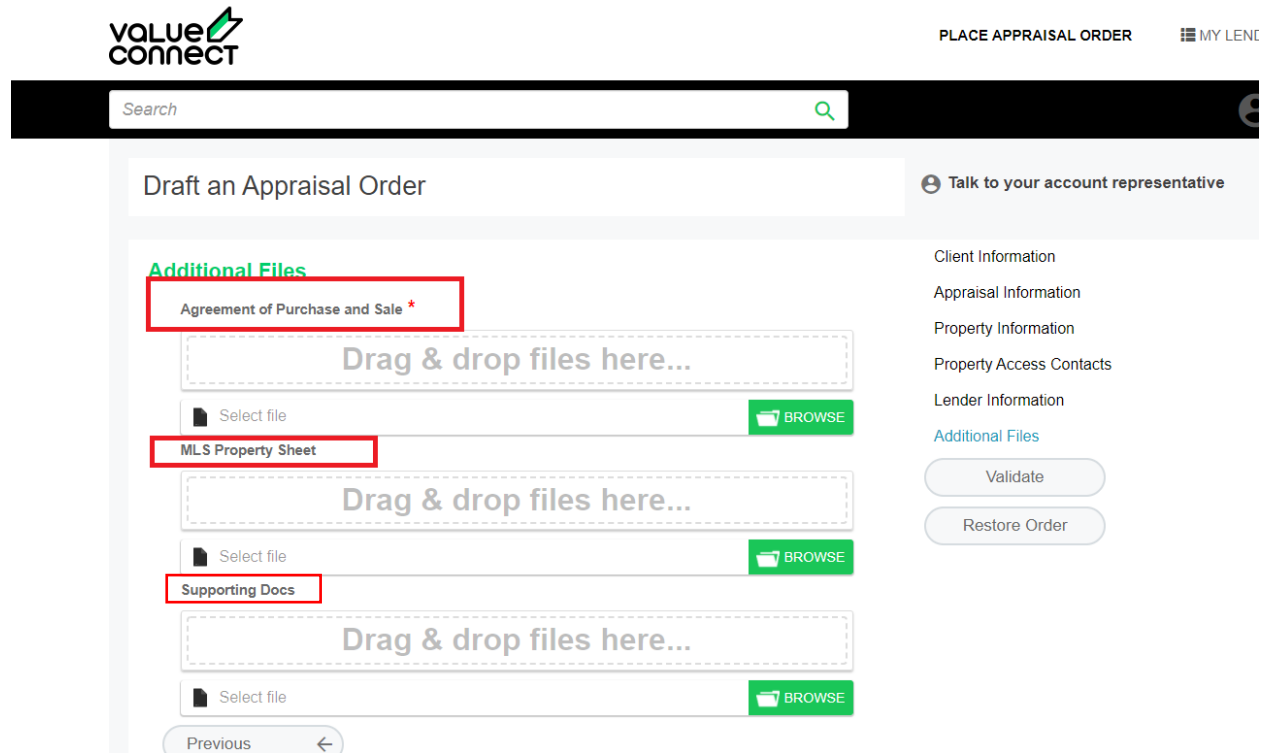 value
connect
PLACE APPRAISAL ORDER
MY LEND
Search
Draft an Appraisal Order
Talk to your account representative
Additional Files
Agreement of Purchase and Sale *
Drag & drop files here...
Select file
BROWSE
MLS Property Sheet
Drag & drop files here...
Select file
BROWSE
Supporting Docs
Drag & drop files here...
Select file
BROWSE
Previous
Client Information
Appraisal Information
Property Information
Property Access Contacts
Lender Information
Additional Files
Validate
Restore Order